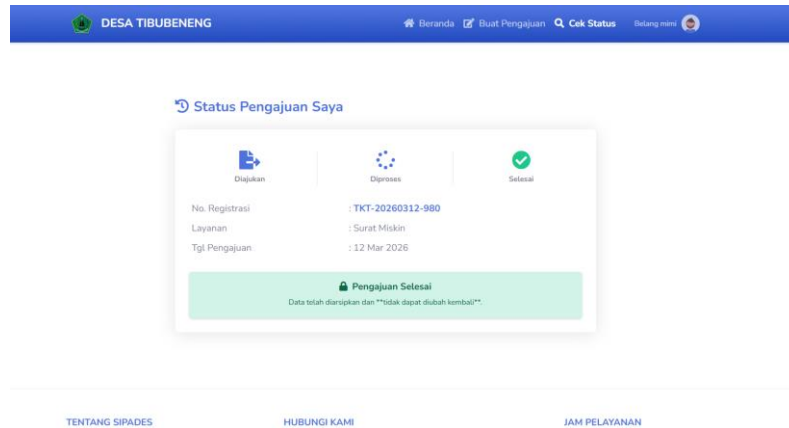 DESA TIBUBENENG
Beranda Buat Pengajuan Cek Status Belang mimi
Status Pengajuan Saya
Diajukan Diproses Selesai
No. Registrasi : TKT-20260312-980
Layanan : Surat Miskin
Tgl Pengajuan : 12 Mar 2026
Pengajuan Selesai
Data telah diarsipkan dan **tidak dapat diubah kembali**.
TENTANG SIPADES HUBUNGI KAMI JAM PELAYANAN